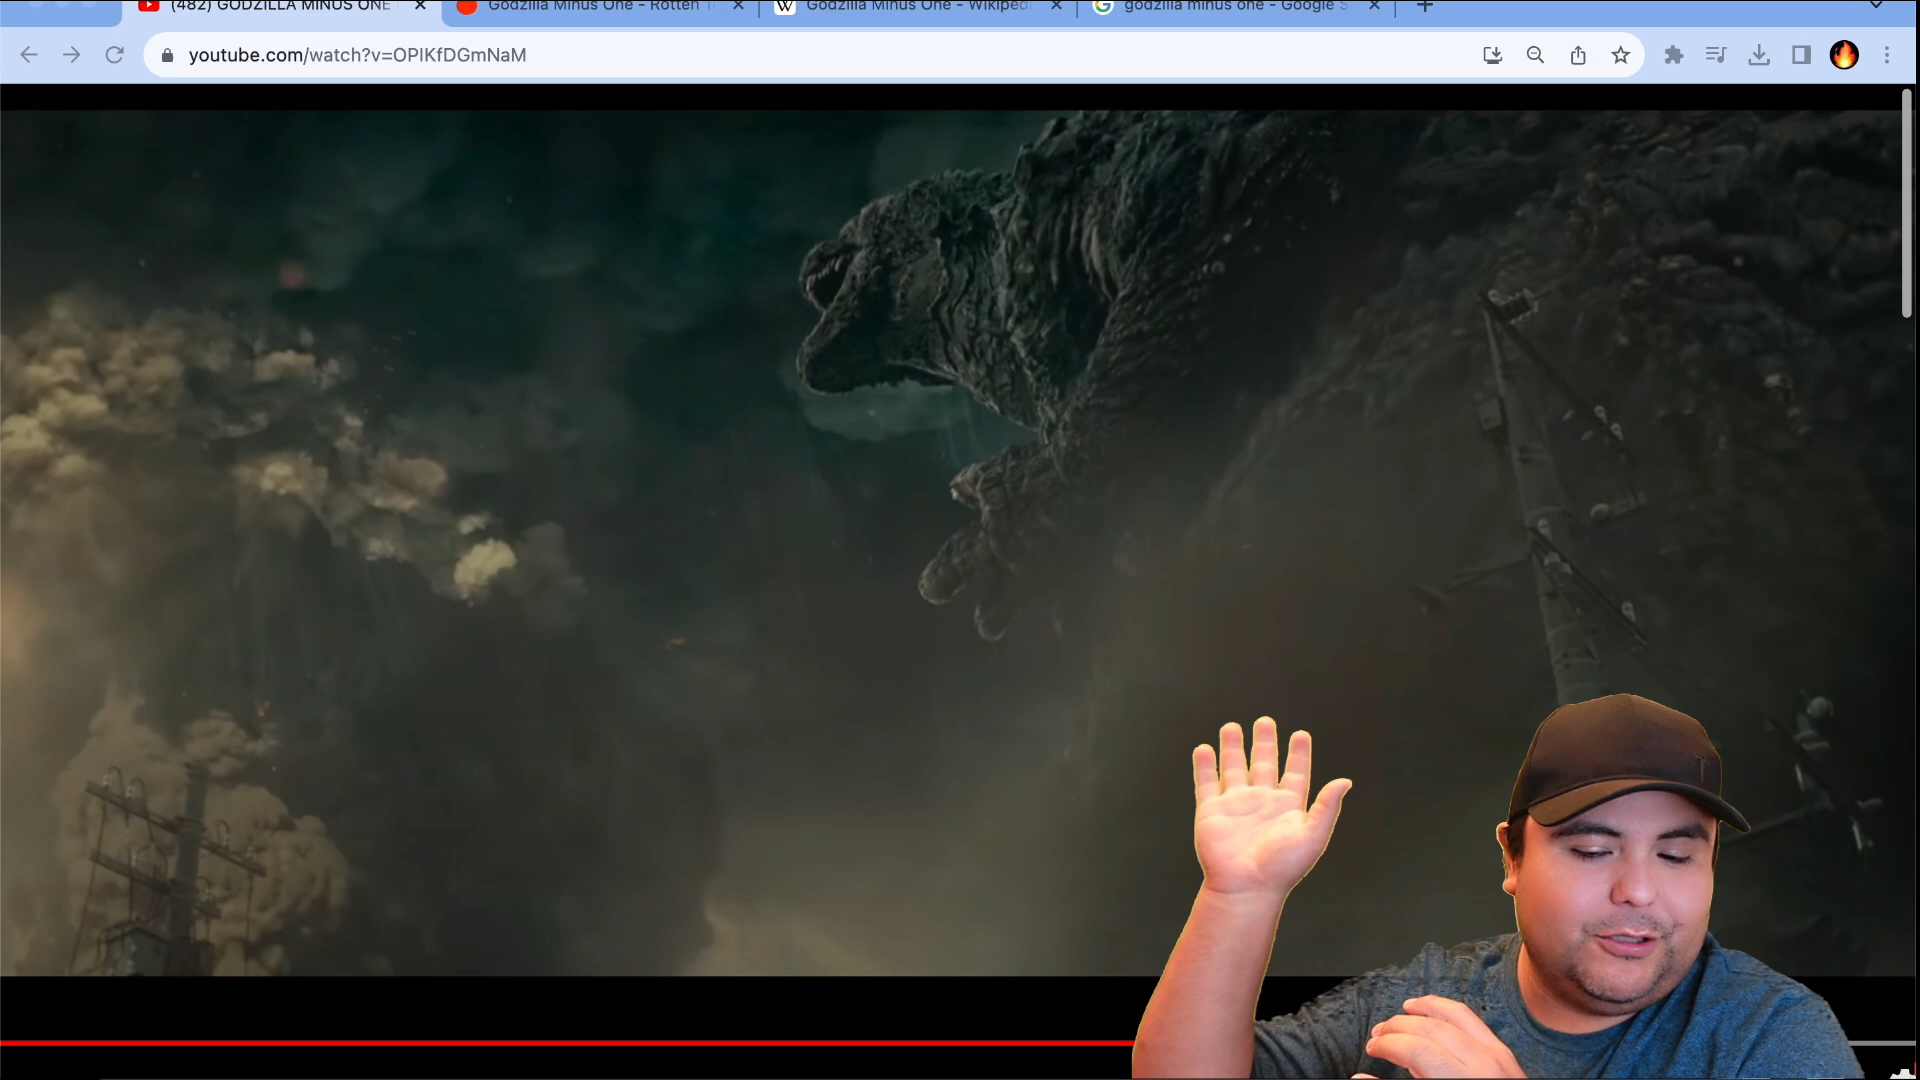 (482) GODZILLA MINUS ONE
Godzilla Minus One - Rotten T
Godzilla Minus One - Wikiped
godzilla minus one - Google S
youtube.com/watch?v=OPIKfDGmNaM